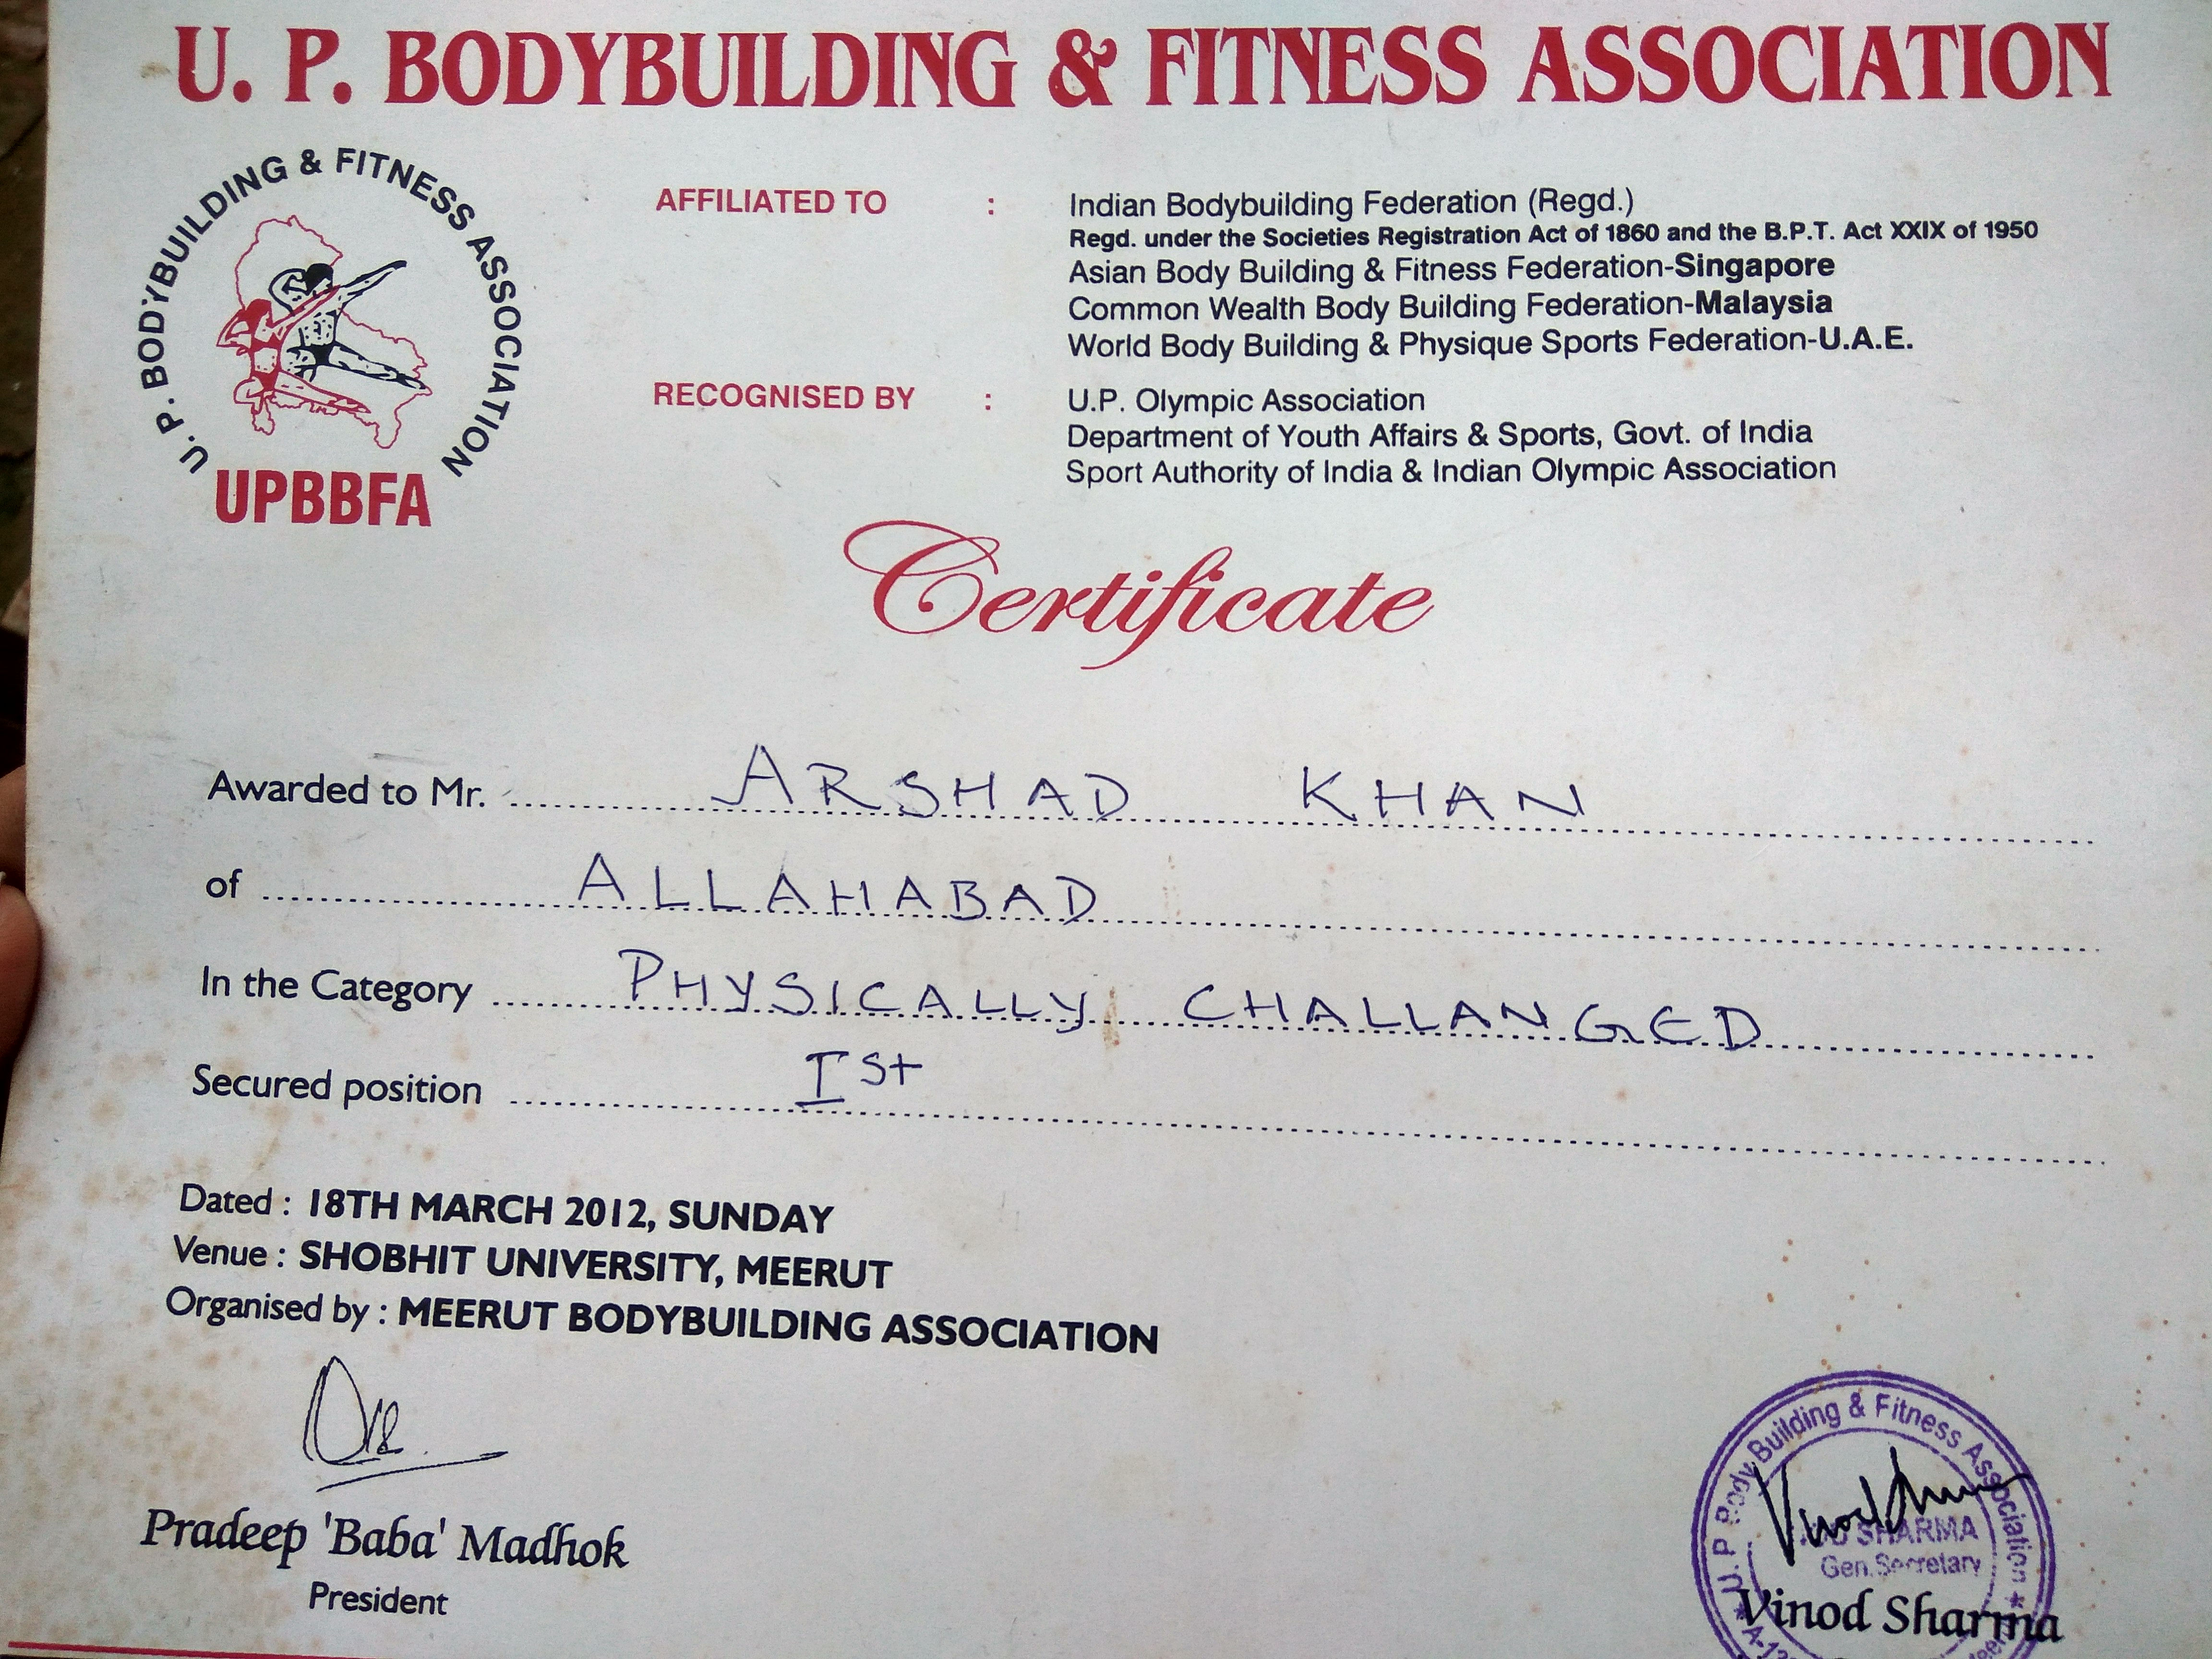 U. P. BODYBUILDING & FITNESS ASSOCIATION
U. P. BODYBUILDING & FITNESS ASSOCIATION
UPBBFA
AFFILIATED TO : Indian Bodybuilding Federation (Regd.)
Regd. under the Societies Registration Act of 1860 and the B.P.T. Act XXIX of 1950
Asian Body Building & Fitness Federation-Singapore
Common Wealth Body Building Federation-Malaysia
World Body Building & Physique Sports Federation-U.A.E.
RECOGNISED BY : U.P. Olympic Association
Department of Youth Affairs & Sports, Govt. of India
Sport Authority of India & Indian Olympic Association
Certificate
Awarded to Mr. ARSHAD KHAN
of ALLAHABAD
In the Category PHYSICALLY CHALLANGED
Secured position Ist
Dated : 18TH MARCH 2012, SUNDAY
Venue : SHOBHIT UNIVERSITY, MEERUT
Organised by : MEERUT BODYBUILDING ASSOCIATION
Pradeep 'Baba' Madhok
President
U.P Body Building & Fitness Association
SHARMA
Gen.Secretary
Vinod Sharma